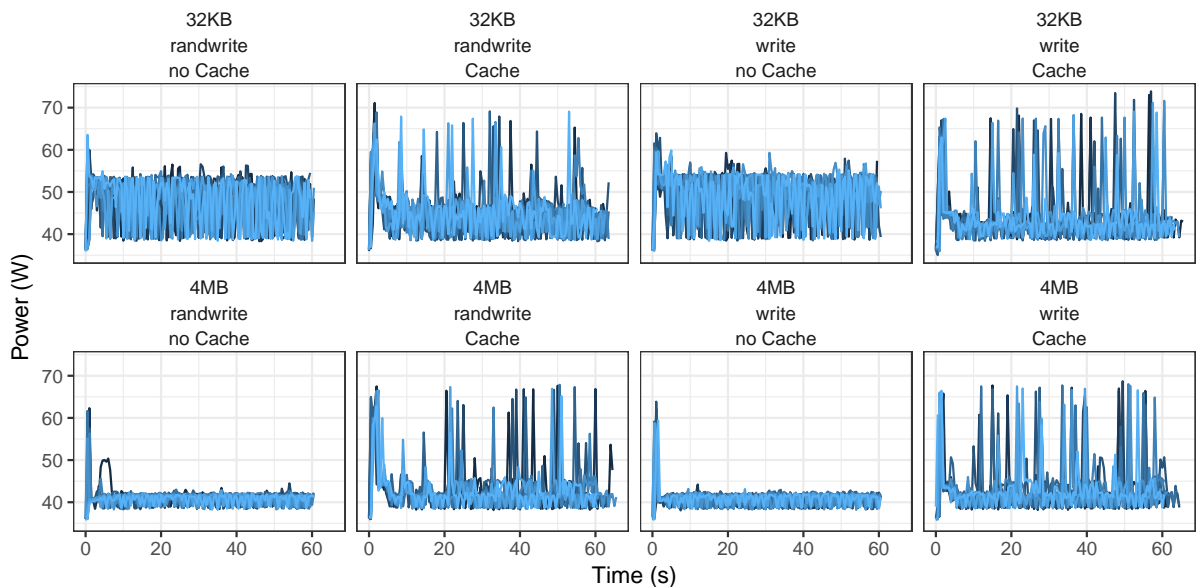 32KB
randwrite
no Cache
32KB
randwrite
Cache
32KB
write
no Cache
32KB
write
Cache
70
60
50
40
4MB
randwrite
no Cache
4MB
randwrite
Cache
4MB
write
no Cache
4MB
write
Cache
70
60
50
40
0
20
40
60
0
20
40
60
0
20
40
60
0
20
40
60
Power (W)
Time (s)